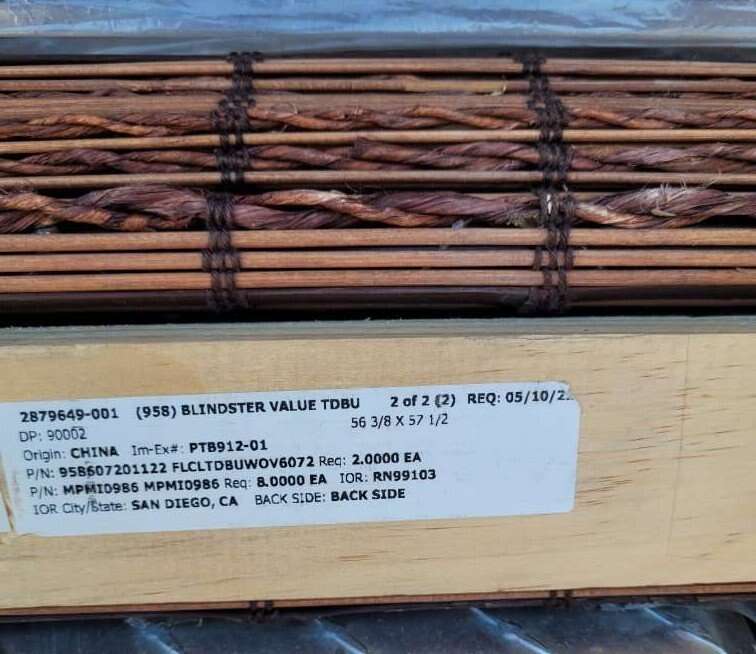 2879649-001 (958) BLINDSTER VALUE TDBU 2 of 2 (2) REQ: 05/10/2
56 3/8 X 57 1/2
DP: 90002
Origin: CHINA Im-Ex#: PTB912-01
P/N: 958607201122 FLCLTDBUWOV6072 Req: 2.0000 EA
P/N: MPMI0986 MPMI0986 Req: 8.0000 EA IOR: RN99103
IOR City/State: SAN DIEGO, CA BACK SIDE: BACK SIDE